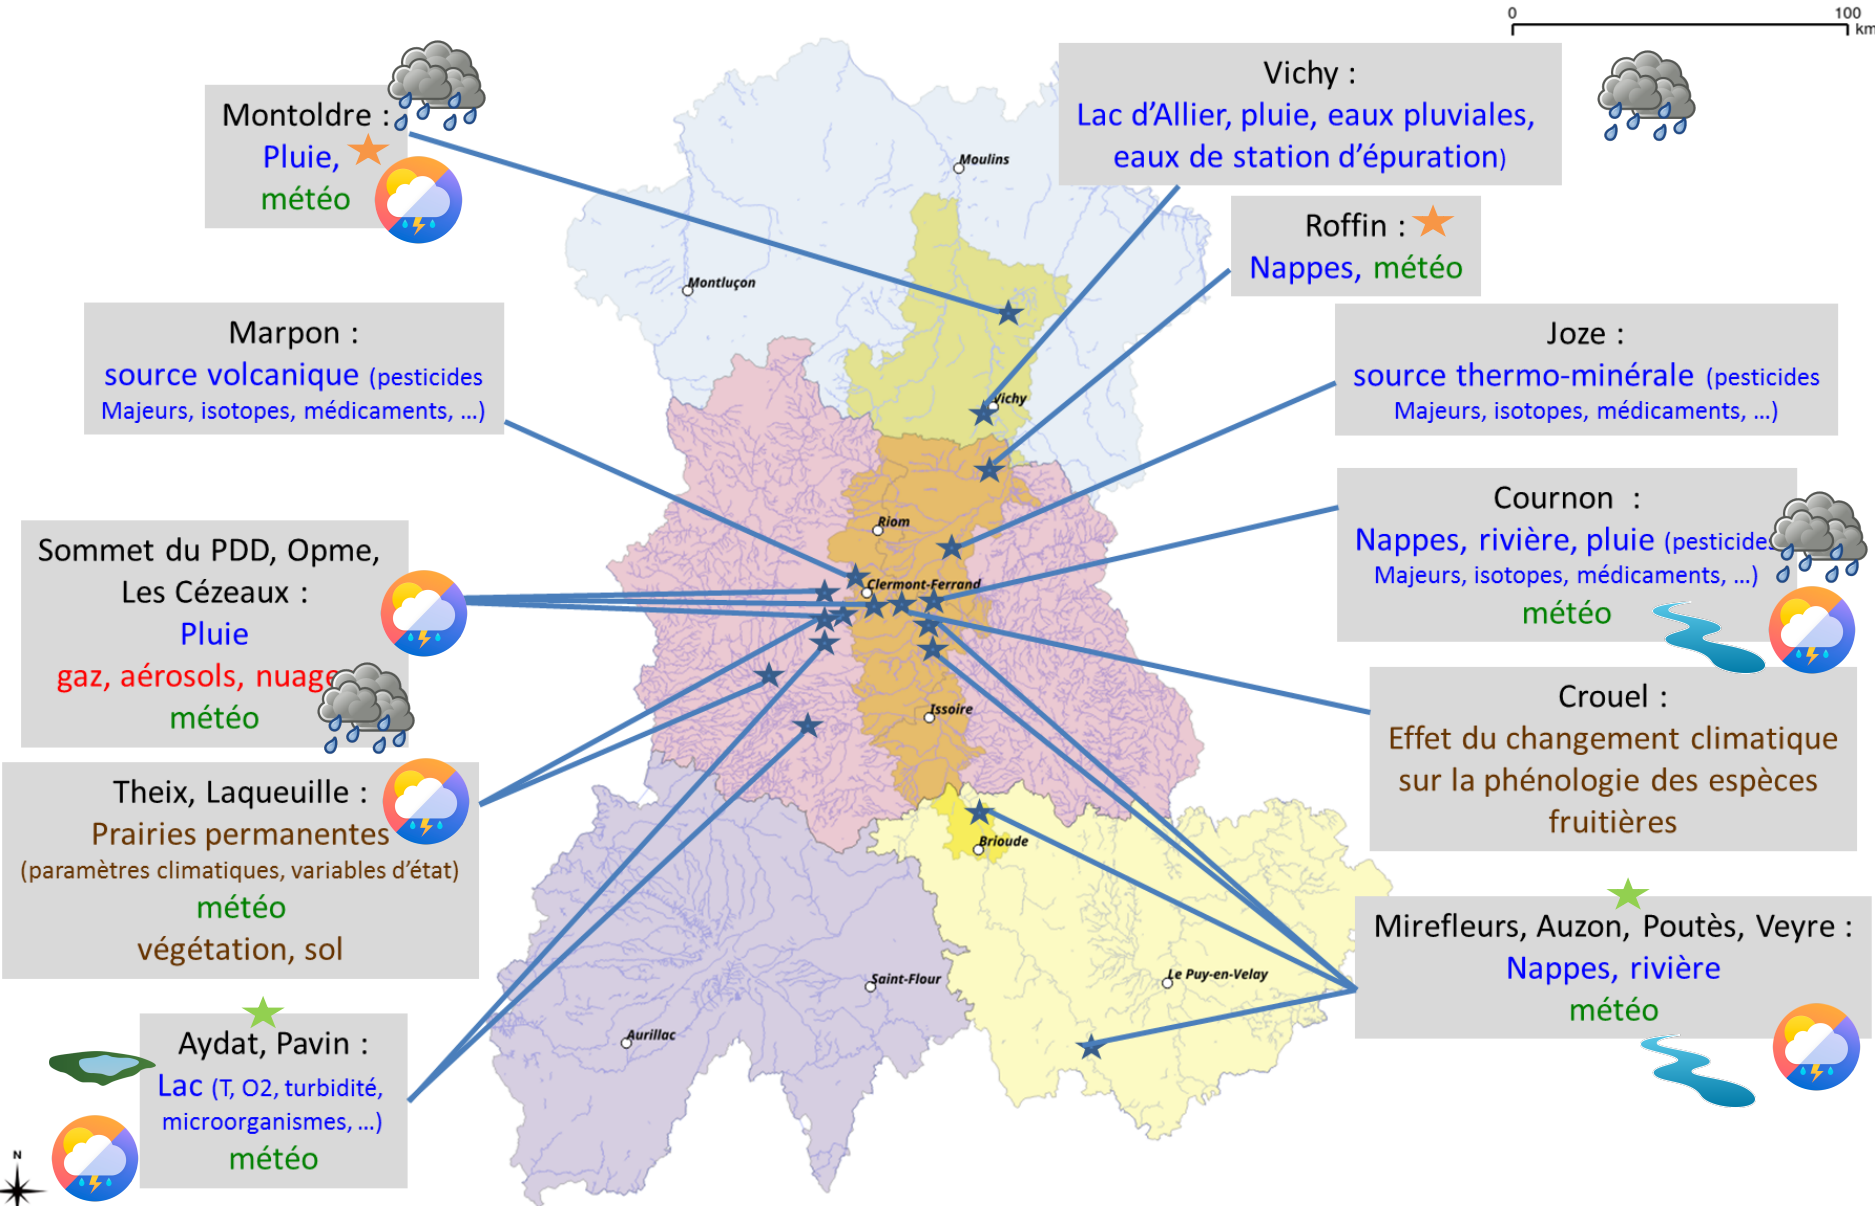 0 100
km
Montoldre :
Pluie,
météo
Vichy :
Lac d’Allier, pluie, eaux pluviales,
eaux de station d’épuration)
Moulins
Roffin :
Nappes, météo
Montluçon
Marpon :
source volcanique (pesticides
Majeurs, isotopes, médicaments, ...)
Joze :
source thermo-minérale (pesticides
Majeurs, isotopes, médicaments, ...)
Vichy
Riom
Cournon :
Nappes, rivière, pluie (pesticides
Majeurs, isotopes, médicaments, ...)
météo
Sommet du PDD, Opme,
Les Cézeaux :
Pluie
gaz, aérosols, nuage
météo
Clermont-Ferrand
Crouel :
Effet du changement climatique
sur la phénologie des espèces
fruitières
Issoire
Theix, Laqueuille :
Prairies permanentes
(paramètres climatiques, variables d’état)
météo
végétation, sol
Brioude
Mirefleurs, Auzon, Poutès, Veyre :
Nappes, rivière
météo
Saint-Flour
Le Puy-en-Velay
Aurillac
Aydat, Pavin :
Lac (T, O2, turbidité,
microorganismes, ...)
météo
N